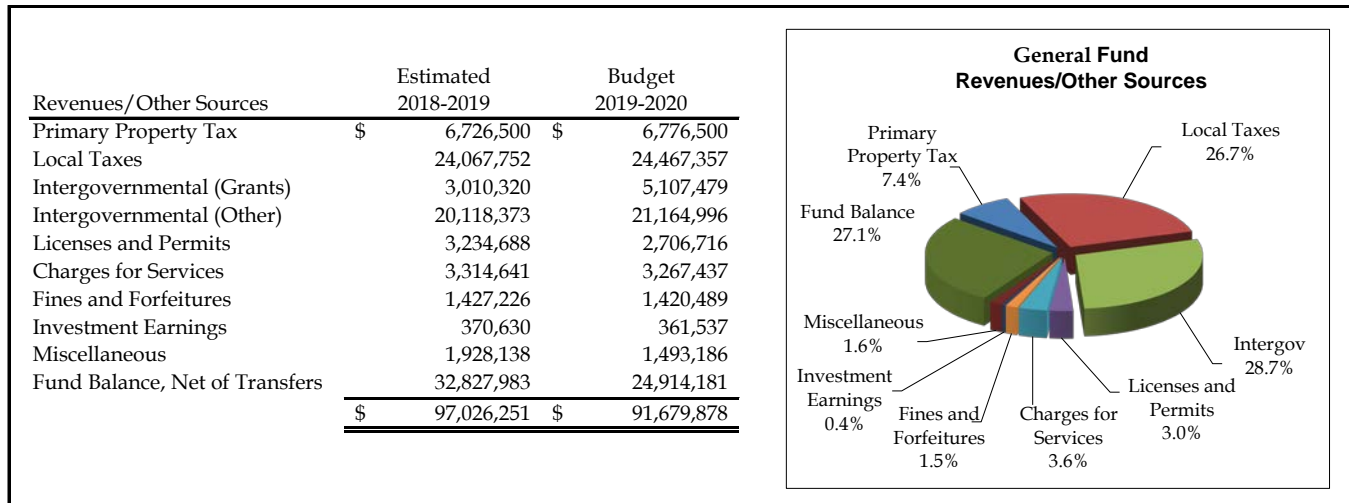 Estimated Budget
Revenues/Other Sources 2018-2019 2019-2020
Primary Property Tax $ 6,726,500 $ 6,776,500
Local Taxes 24,067,752 24,467,357
Intergovernmental (Grants) 3,010,320 5,107,479
Intergovernmental (Other) 20,118,373 21,164,996
Licenses and Permits 3,234,688 2,706,716
Charges for Services 3,314,641 3,267,437
Fines and Forfeitures 1,427,226 1,420,489
Investment Earnings 370,630 361,537
Miscellaneous 1,928,138 1,493,186
Fund Balance, Net of Transfers 32,827,983 24,914,181
$ 97,026,251 $ 91,679,878
General Fund
Revenues/Other Sources
Primary
Property Tax
7.4%
Local Taxes
26.7%
Fund Balance
27.1%
Miscellaneous
1.6%
Investment
Earnings
0.4%
Fines and
Forfeitures
1.5%
Charges for
Services
3.6%
Licenses and
Permits
3.0%
Intergov
28.7%